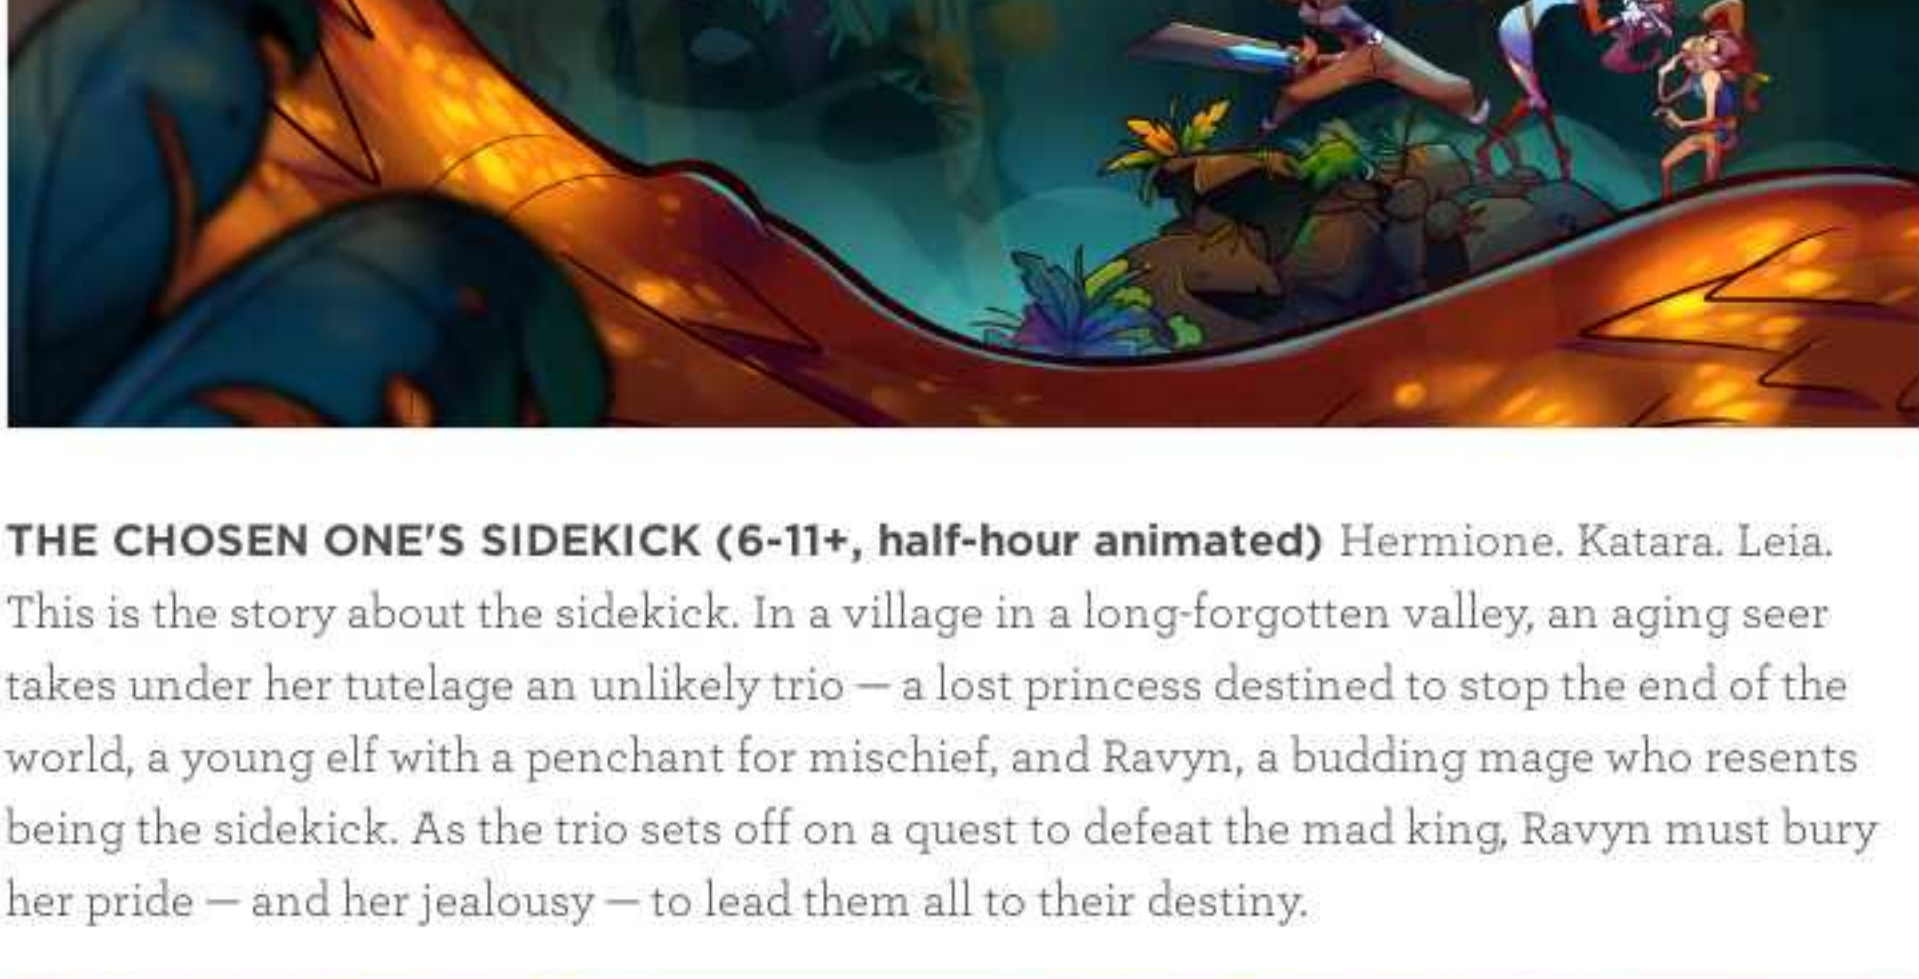 THE CHOSEN ONE'S SIDEKICK (6-11+, half-hour animated) Hermione. Katara. Leia.
This is the story about the sidekick. In a village in a long-forgotten valley, an aging seer
takes under her tutelage an unlikely trio — a lost princess destined to stop the end of the
world, a young elf with a penchant for mischief, and Ravyn, a budding mage who resents
being the sidekick. As the trio sets off on a quest to defeat the mad king, Ravyn must bury
her pride — and her jealousy — to lead them all to their destiny.